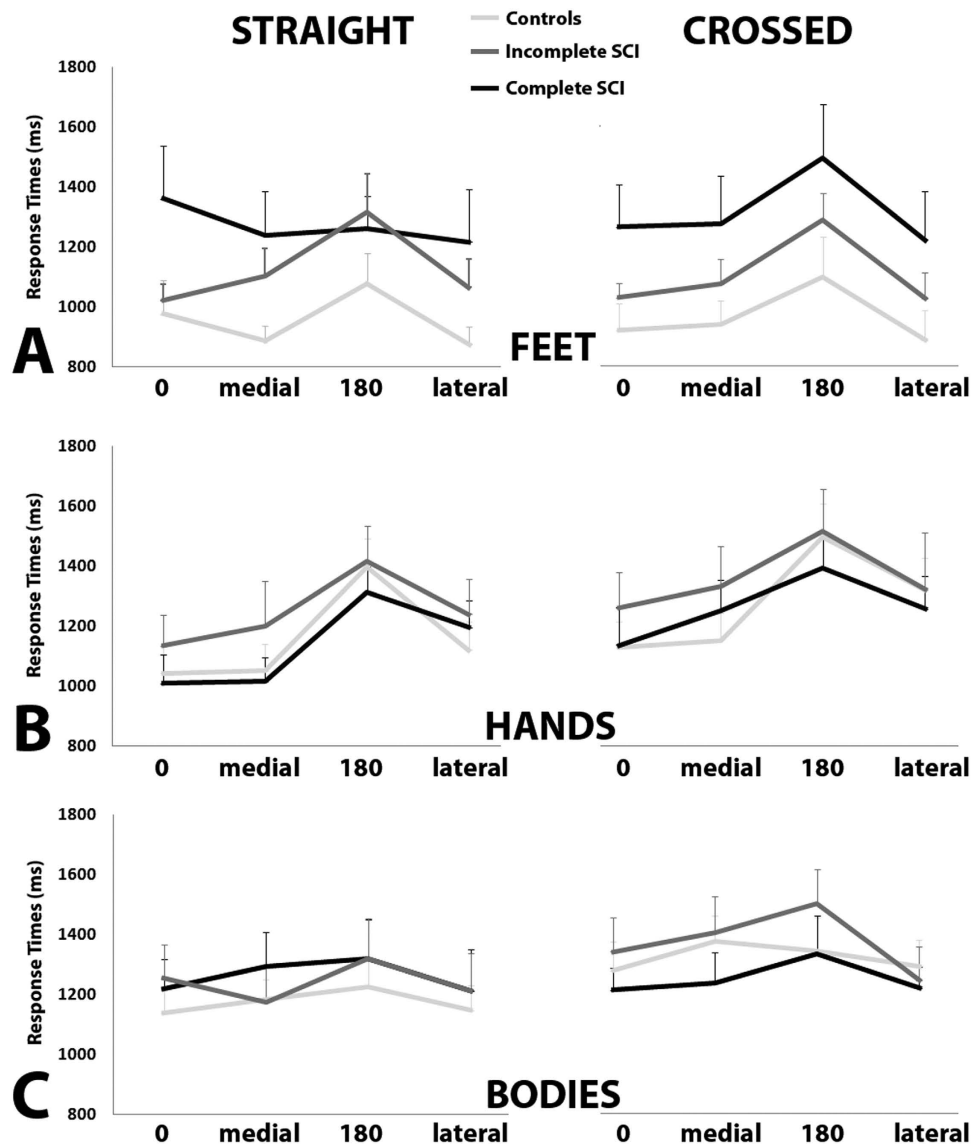 STRAIGHT
CROSSED
Controls
Incomplete SCI
Complete SCI
Response Times (ms)
1800
1600
1400
1200
1000
800
A
FEET
0 medial 180 lateral
0 medial 180 lateral
Response Times (ms)
1800
1600
1400
1200
1000
800
B
HANDS
0 medial 180 lateral
0 medial 180 lateral
Response Times (ms)
1800
1600
1400
1200
1000
800
C
BODIES
0 medial 180 lateral
0 medial 180 lateral